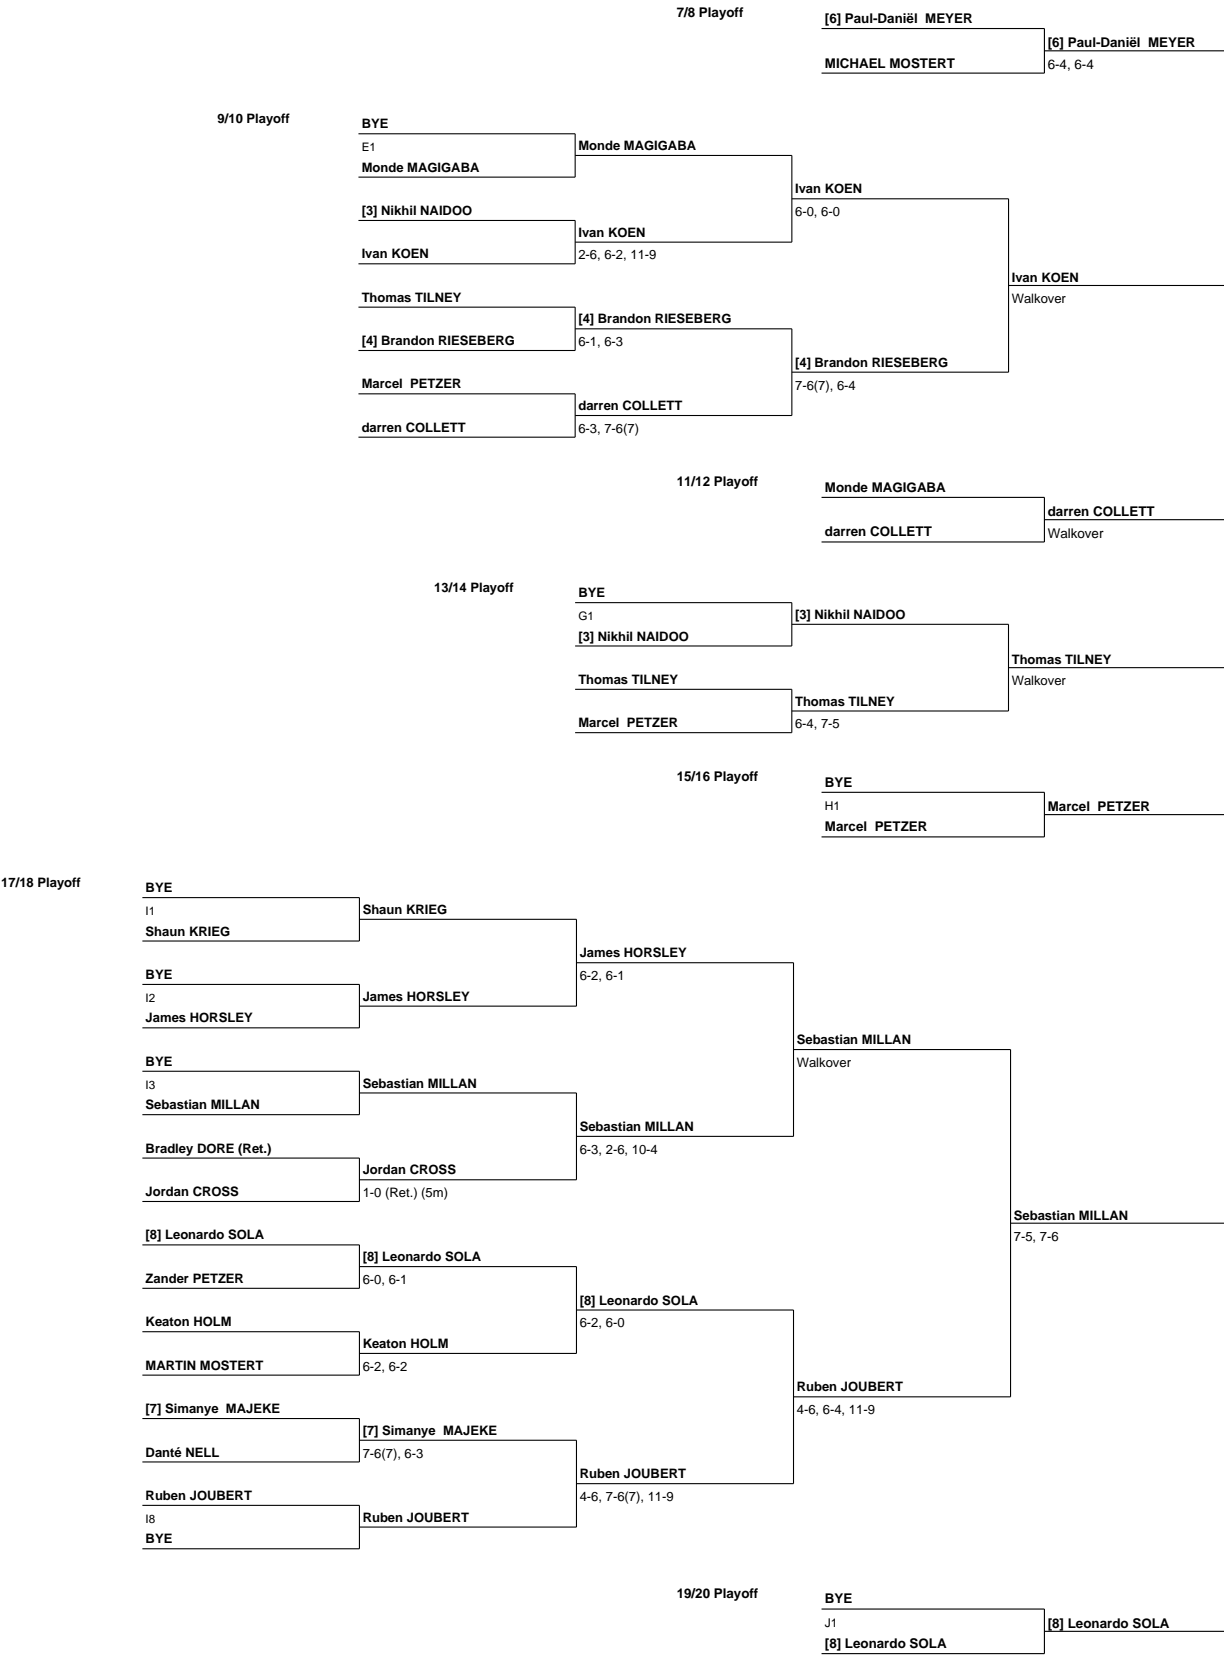 7/8 Playoff
[6] Paul-Daniël  MEYER
[6] Paul-Daniël  MEYER
MICHAEL MOSTERT
6-4, 6-4
9/10 Playoff
BYE
E1
Monde MAGIGABA
Monde MAGIGABA
Ivan KOEN
6-0, 6-0
[3] Nikhil NAIDOO
Ivan KOEN
Ivan KOEN
2-6, 6-2, 11-9
Ivan KOEN
Walkover
Thomas TILNEY
[4] Brandon RIESEBERG
[4] Brandon RIESEBERG
6-1, 6-3
[4] Brandon RIESEBERG
7-6(7), 6-4
Marcel  PETZER
darren COLLETT
darren COLLETT
6-3, 7-6(7)
11/12 Playoff
Monde MAGIGABA
darren COLLETT
darren COLLETT
Walkover
13/14 Playoff
BYE
G1
[3] Nikhil NAIDOO
[3] Nikhil NAIDOO
Thomas TILNEY
Walkover
Thomas TILNEY
Thomas TILNEY
Marcel  PETZER
6-4, 7-5
15/16 Playoff
BYE
H1
Marcel  PETZER
Marcel  PETZER
17/18 Playoff
BYE
I1
Shaun KRIEG
Shaun KRIEG
James HORSLEY
6-2, 6-1
BYE
I2
James HORSLEY
James HORSLEY
Sebastian MILLAN
Walkover
BYE
I3
Sebastian MILLAN
Sebastian MILLAN
Sebastian MILLAN
6-3, 2-6, 10-4
Bradley DORE (Ret.)
Jordan CROSS
Jordan CROSS
1-0 (Ret.) (5m)
Sebastian MILLAN
7-5, 7-6
[8] Leonardo SOLA
[8] Leonardo SOLA
Zander PETZER
6-0, 6-1
[8] Leonardo SOLA
6-2, 6-0
Keaton HOLM
Keaton HOLM
MARTIN MOSTERT
6-2, 6-2
Ruben JOUBERT
4-6, 6-4, 11-9
[7] Simanye  MAJEKE
[7] Simanye  MAJEKE
Danté NELL
7-6(7), 6-3
Ruben JOUBERT
4-6, 7-6(7), 11-9
Ruben JOUBERT
I8
Ruben JOUBERT
BYE
19/20 Playoff
BYE
J1
[8] Leonardo SOLA
[8] Leonardo SOLA